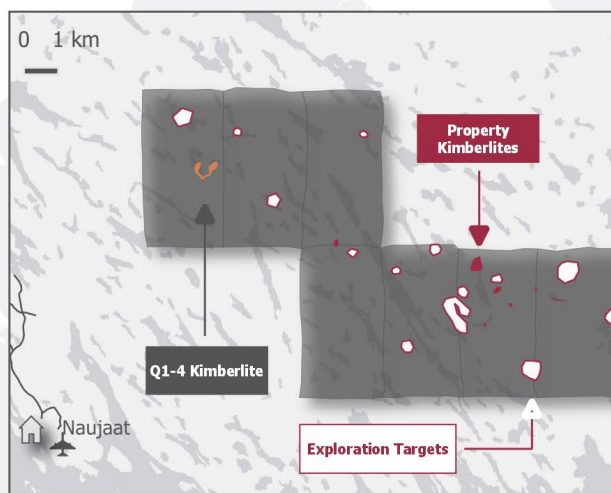 0 1 km
Property
Kimberlites
Q1-4 Kimberlite
Naujaat
Exploration Targets